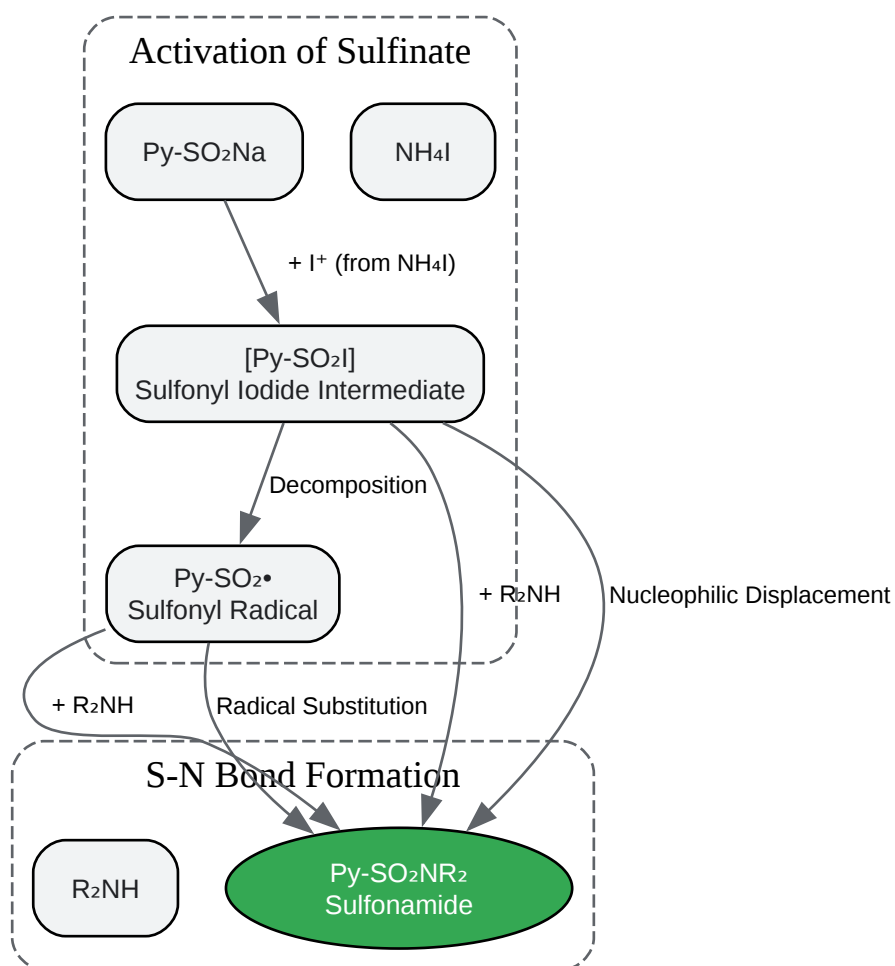 Activation of Sulfinate
Py-SO₂Na
NH₄I
+ I⁺ (from NH₄I)
[Py-SO₂I]
Sulfonyl Iodide Intermediate
Decomposition
Py-SO₂•
Sulfonyl Radical
+ R₂NH
Nucleophilic Displacement
+ R₂NH
Radical Substitution
S-N Bond Formation
R₂NH
Py-SO₂NR₂
Sulfonamide